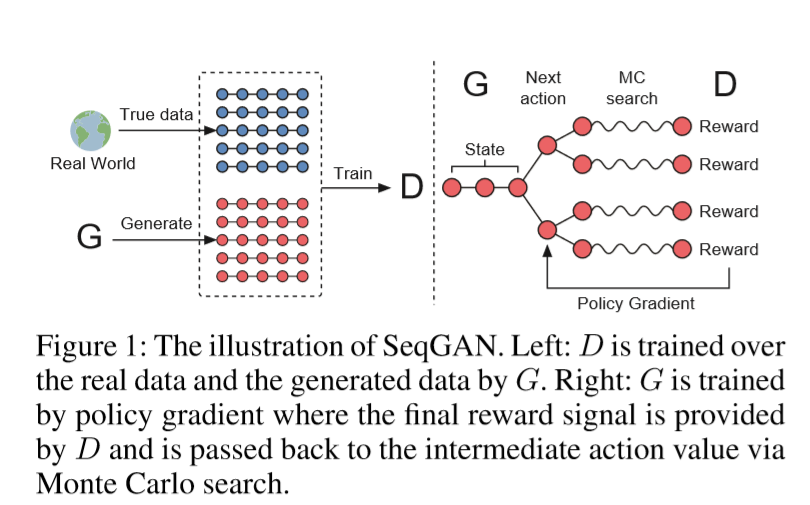 True data
Real World
G
Generate
Train
D
G
Next
action
MC
search
D
State
Reward
Reward
Reward
Reward
Policy Gradient
Figure 1: The illustration of SeqGAN. Left: D is trained over
the real data and the generated data by G. Right: G is trained
by policy gradient where the final reward signal is provided
by D and is passed back to the intermediate action value via
Monte Carlo search.